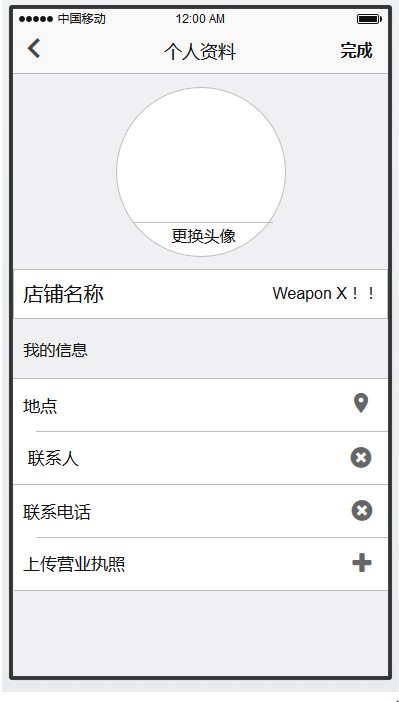 中国移动 12:00 AM
个人资料 完成
更换头像
店铺名称 Weapon X！！
我的信息
地点
联系人
联系电话
上传营业执照